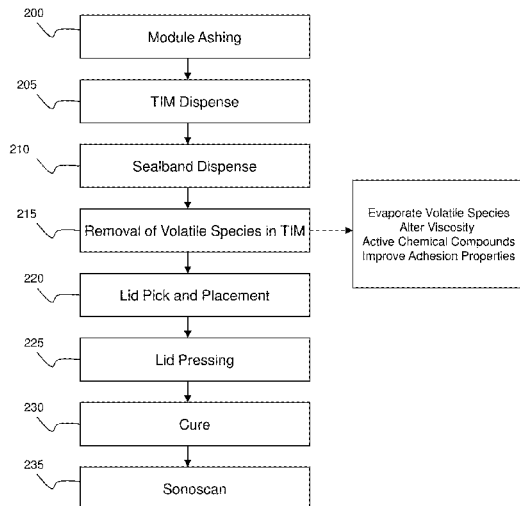 200
Module Ashing
205
TIM Dispense
210
Sealband Dispense
215
Removal of Volatile Species in TIM
Evaporate Volatile Species
Alter Viscosity
Active Chemical Compounds
Improve Adhesion Properties
220
Lid Pick and Placement
225
Lid Pressing
230
Cure
235
Sonoscan